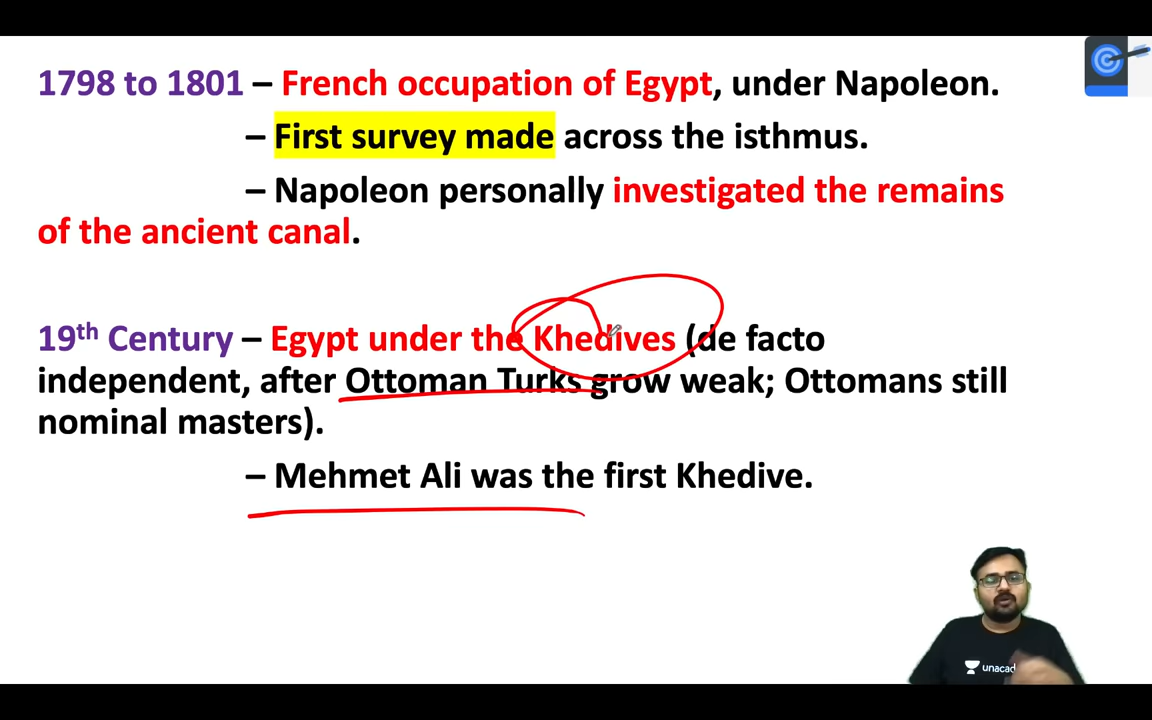 1798 to 1801 – French occupation of Egypt, under Napoleon.
– First survey made across the isthmus.
– Napoleon personally investigated the remains
of the ancient canal.
19th Century – Egypt under the Khedives (de facto
independent, after Ottoman Turks grow weak; Ottomans still
nominal masters).
– Mehmet Ali was the first Khedive.
unacad